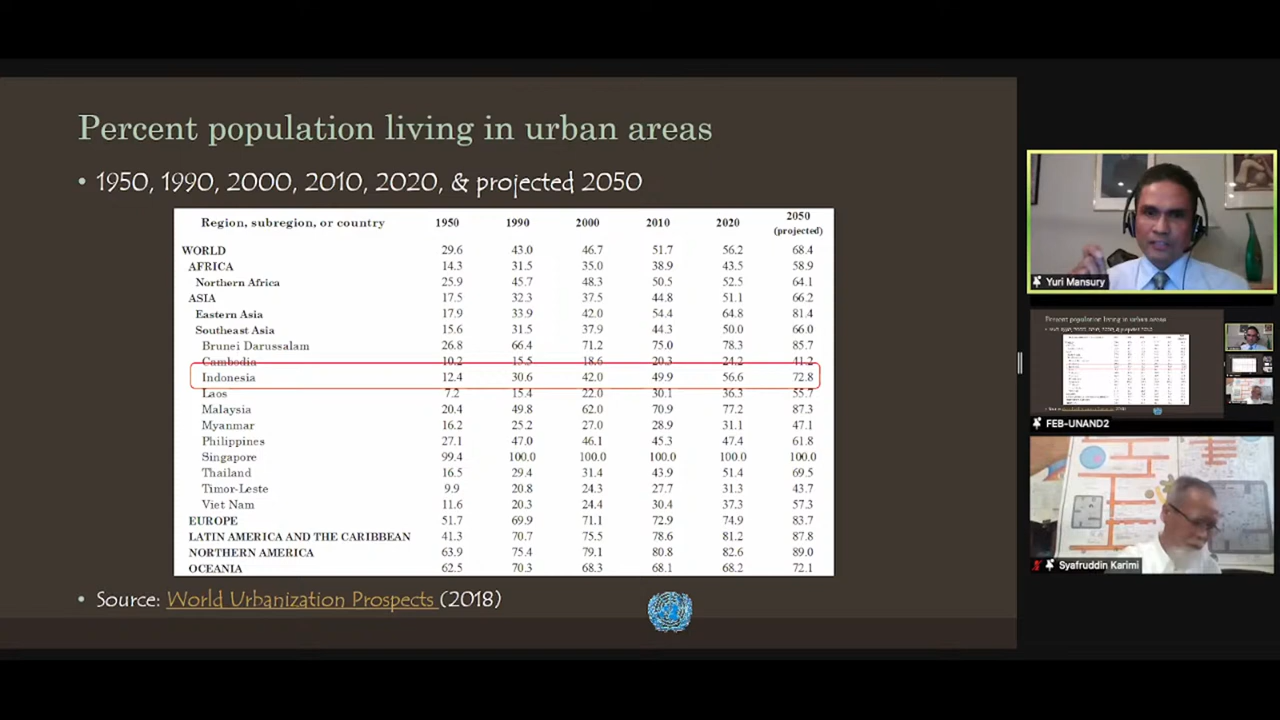 Percent population living in urban areas
• 1950, 1990, 2000, 2010, 2020, & projected 2050
Region, subregion, or country 1950 1990 2000 2010 2020 2050 (projected)
WORLD 29.6 43.0 46.7 51.7 56.2 68.4
AFRICA 14.3 31.5 35.0 38.9 43.5 58.9
Northern Africa 25.9 45.7 48.3 50.5 52.5 64.1
ASIA 17.5 32.3 37.5 44.8 51.1 66.2
Eastern Asia 17.9 33.9 42.0 54.4 64.8 81.4
Southeast Asia 15.6 31.5 37.9 44.3 50.0 66.0
Brunei Darussalam 26.8 66.4 71.2 75.0 78.3 85.7
Cambodia 10.2 15.5 18.6 20.3 24.2 41.2
Indonesia 12.4 30.6 42.0 49.9 56.6 72.8
Laos 7.2 15.4 22.0 30.1 36.3 55.7
Malaysia 20.4 49.8 62.0 70.9 77.2 87.3
Myanmar 16.2 25.2 27.0 28.9 31.1 47.1
Philippines 27.1 47.0 46.1 45.3 47.4 61.8
Singapore 99.4 100.0 100.0 100.0 100.0 100.0
Thailand 16.5 29.4 31.4 43.9 51.4 69.5
Timor-Leste 9.9 20.8 24.3 27.7 31.3 43.7
Viet Nam 11.6 20.3 24.4 30.4 37.3 57.3
EUROPE 51.7 69.9 71.1 72.9 74.9 83.7
LATIN AMERICA AND THE CARIBBEAN 41.3 70.7 75.5 78.6 81.2 87.8
NORTHERN AMERICA 63.9 75.4 79.1 80.8 82.6 89.0
OCEANIA 62.5 70.3 68.3 68.1 68.2 72.1
• Source: World Urbanization Prospects (2018)
Yuri Mansury
Percent population living in urban areas
FEB-UNAND2
Syafruddin Karimi